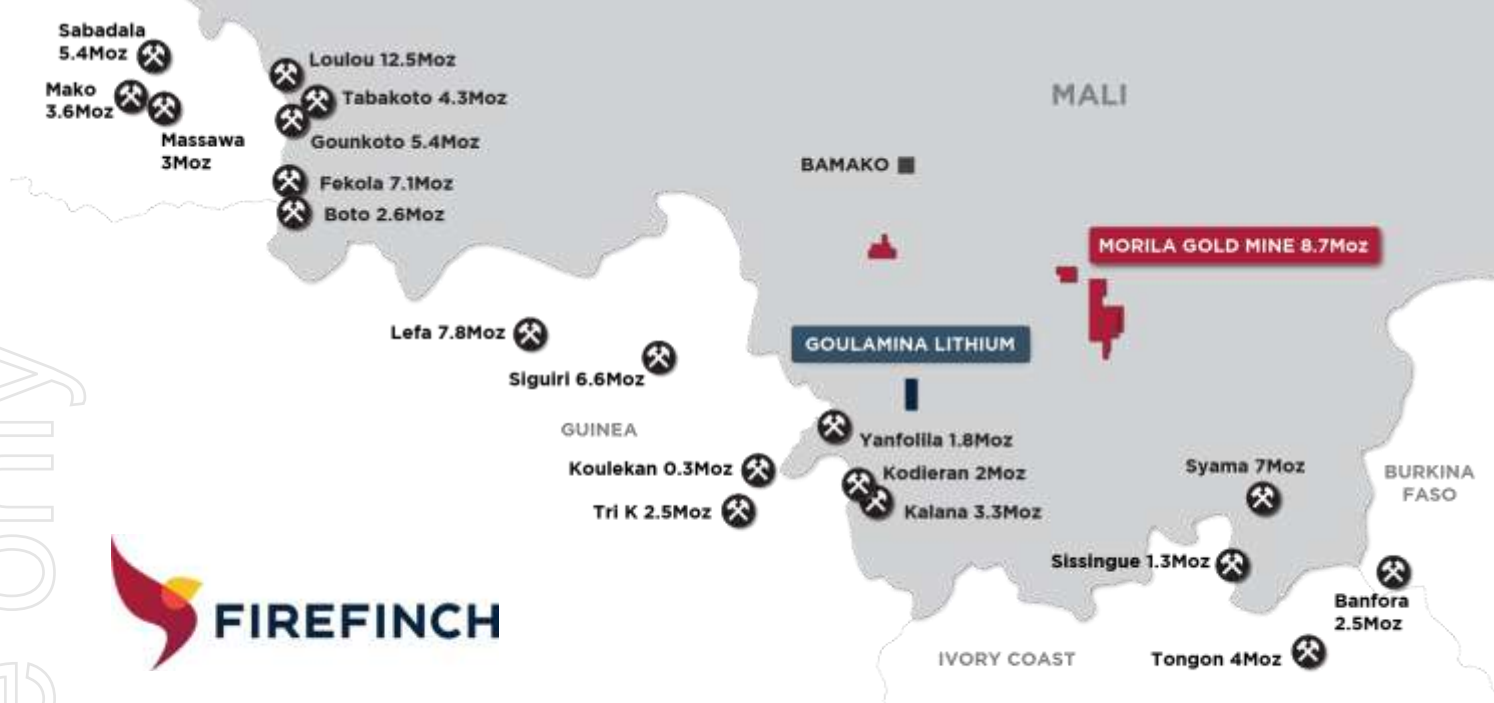 Sabadala
5.4Moz
Loulou 12.5Moz
Mako
3.6Moz
Tabakoto 4.3Moz
Massawa
3Moz
Gounkoto 5.4Moz
Fekola 7.1Moz
Boto 2.6Moz
MALI
BAMAKO
MORILA GOLD MINE 8.7Moz
Lefa 7.8Moz
GOULAMINA LITHIUM
Siguiri 6.6Moz
GUINEA
Yanfolila 1.8Moz
Koulekan 0.3Moz
Kodieran 2Moz
Syama 7Moz
BURKINA
FASO
Tri K 2.5Moz
Kalana 3.3Moz
Sissingue 1.3Moz
Banfora
2.5Moz
FIREFINCH
IVORY COAST
Tongon 4Moz
only